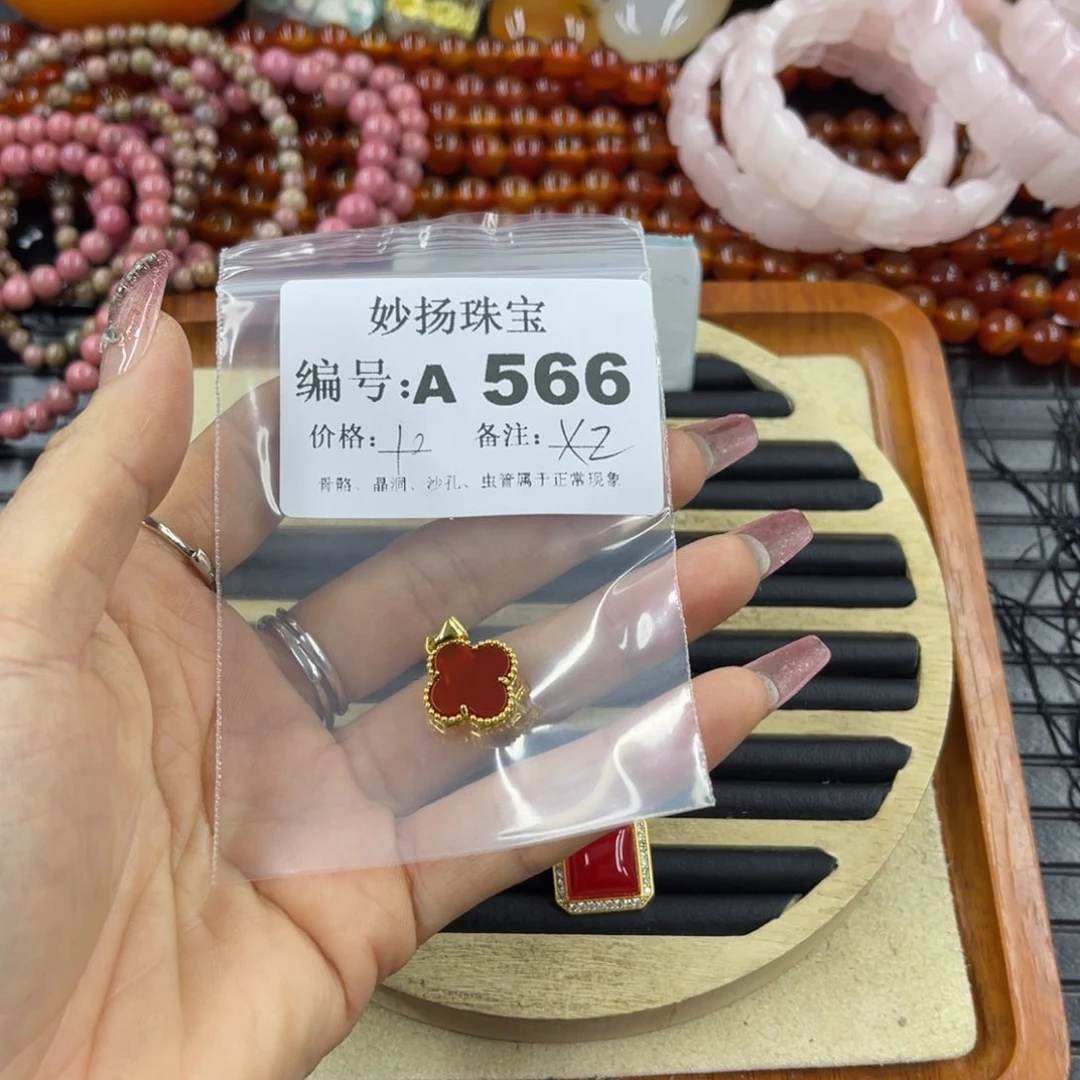 妙扬珠宝
编号:A 566
价格: 备注: XZ
骨骼、晶洞、沙孔、虫管属于正常现象